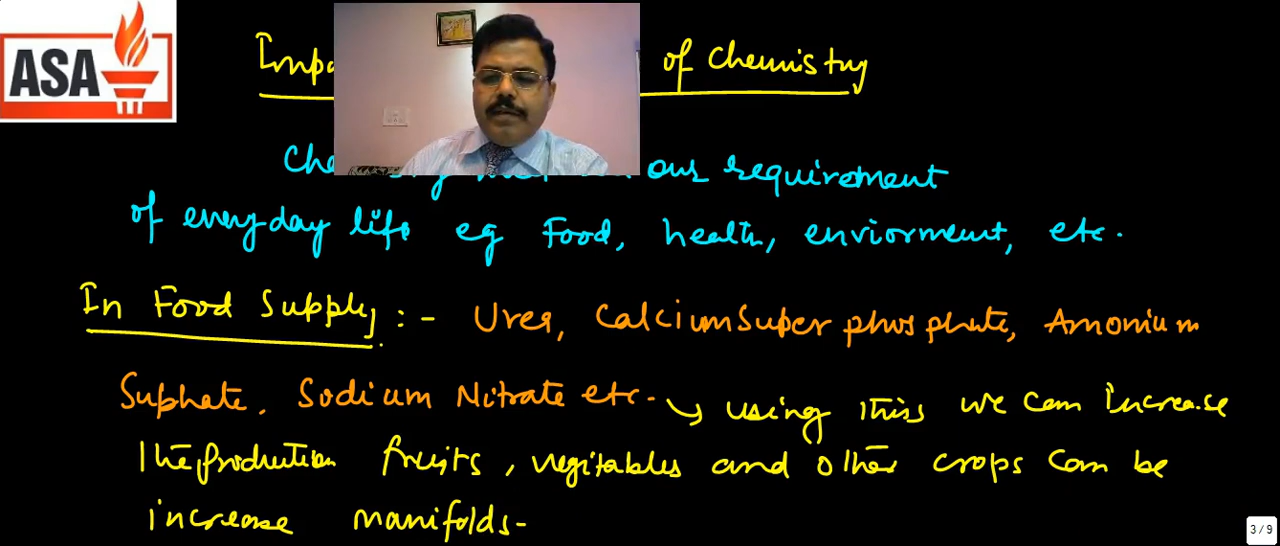 ASA
of Chemistry
our requirement
of everyday life eg Food, health, enviorment, etc.
In Food Supply :- Urea, Calcium Super phosphate, Amonium
Suphate, Sodium Nitrate etc. using this we can increase
the production fruits, vegitables and other crops can be
increase manifolds-
3/9